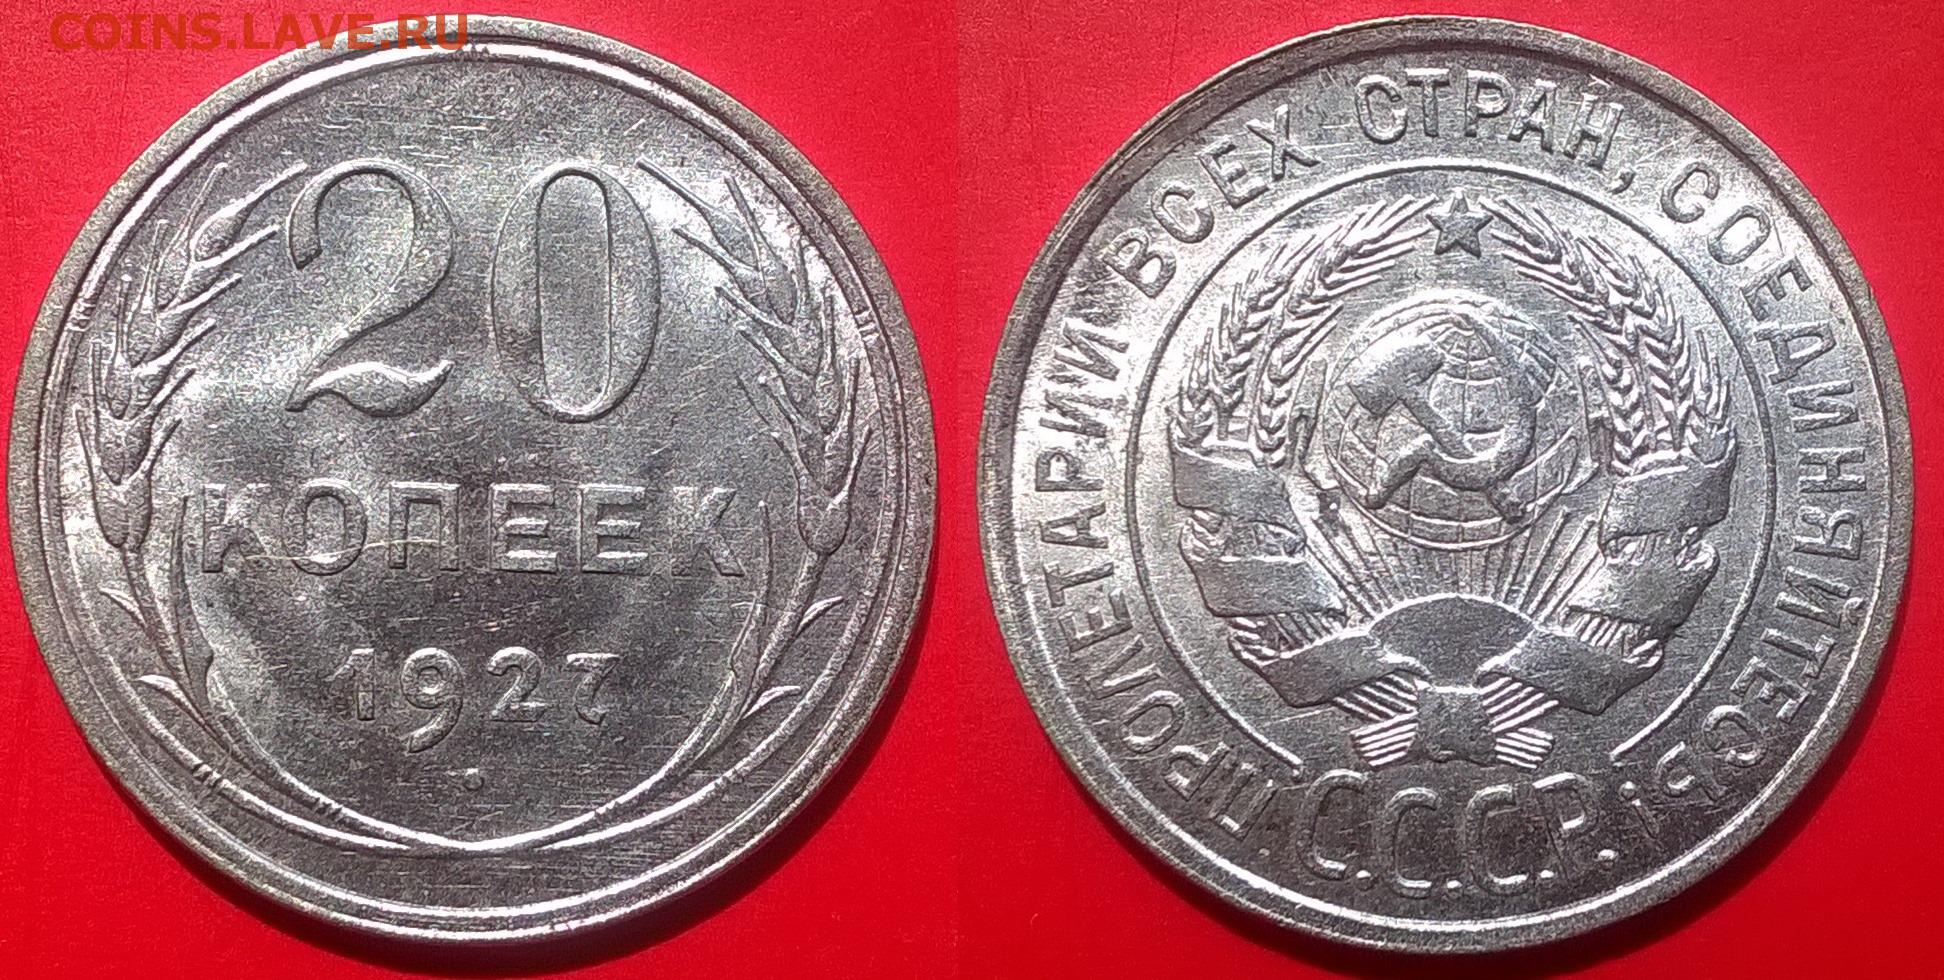 COINS.LAVE.RU
20
КОПЕЕК
1927
ПРОЛЕТАРИИ ВСЕХ СТРАН, СОЕДИНЯЙТЕСЬ!
С.С.С.Р.